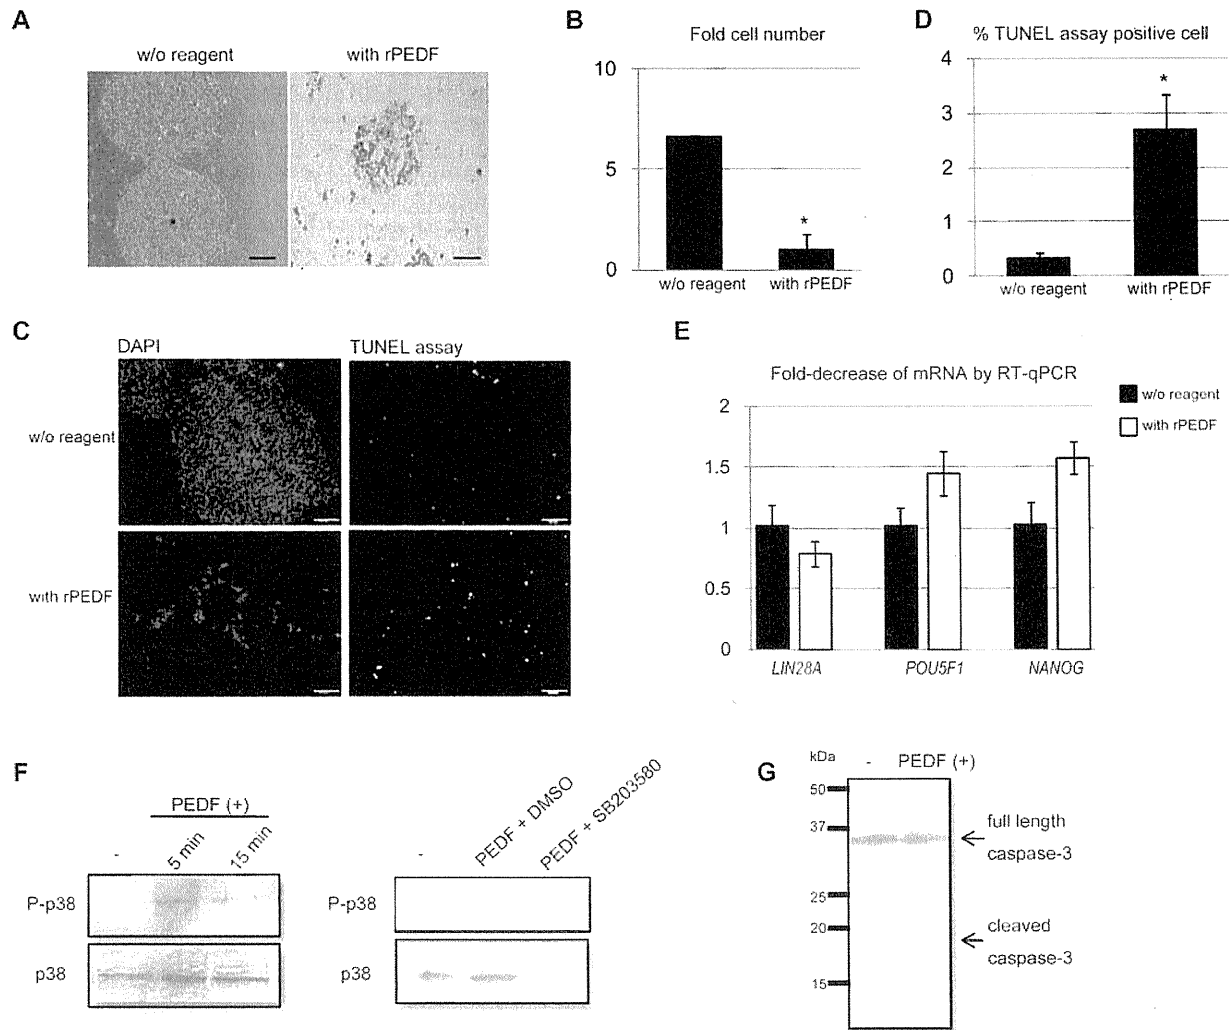 A
w/o reagent
with rPEDF
B
Fold cell number
10
5
0
*
w/o reagent
with rPEDF
D
% TUNEL assay positive cell
4
3
2
1
0
*
w/o reagent
with rPEDF
C
DAPI
TUNEL assay
w/o reagent
with rPEDF
E
Fold-decrease of mRNA by RT-qPCR
w/o reagent
with rPEDF
2
1.5
1
0.5
0
LIN28A
POU5F1
NANOG
F
PEDF (+)
-
5 min
15 min
P-p38
p38
-
PEDF + DMSO
PEDF + SB203580
P-p38
p38
G
kDa
-
PEDF (+)
50
37
25
20
15
full length
caspase-3
cleaved
caspase-3